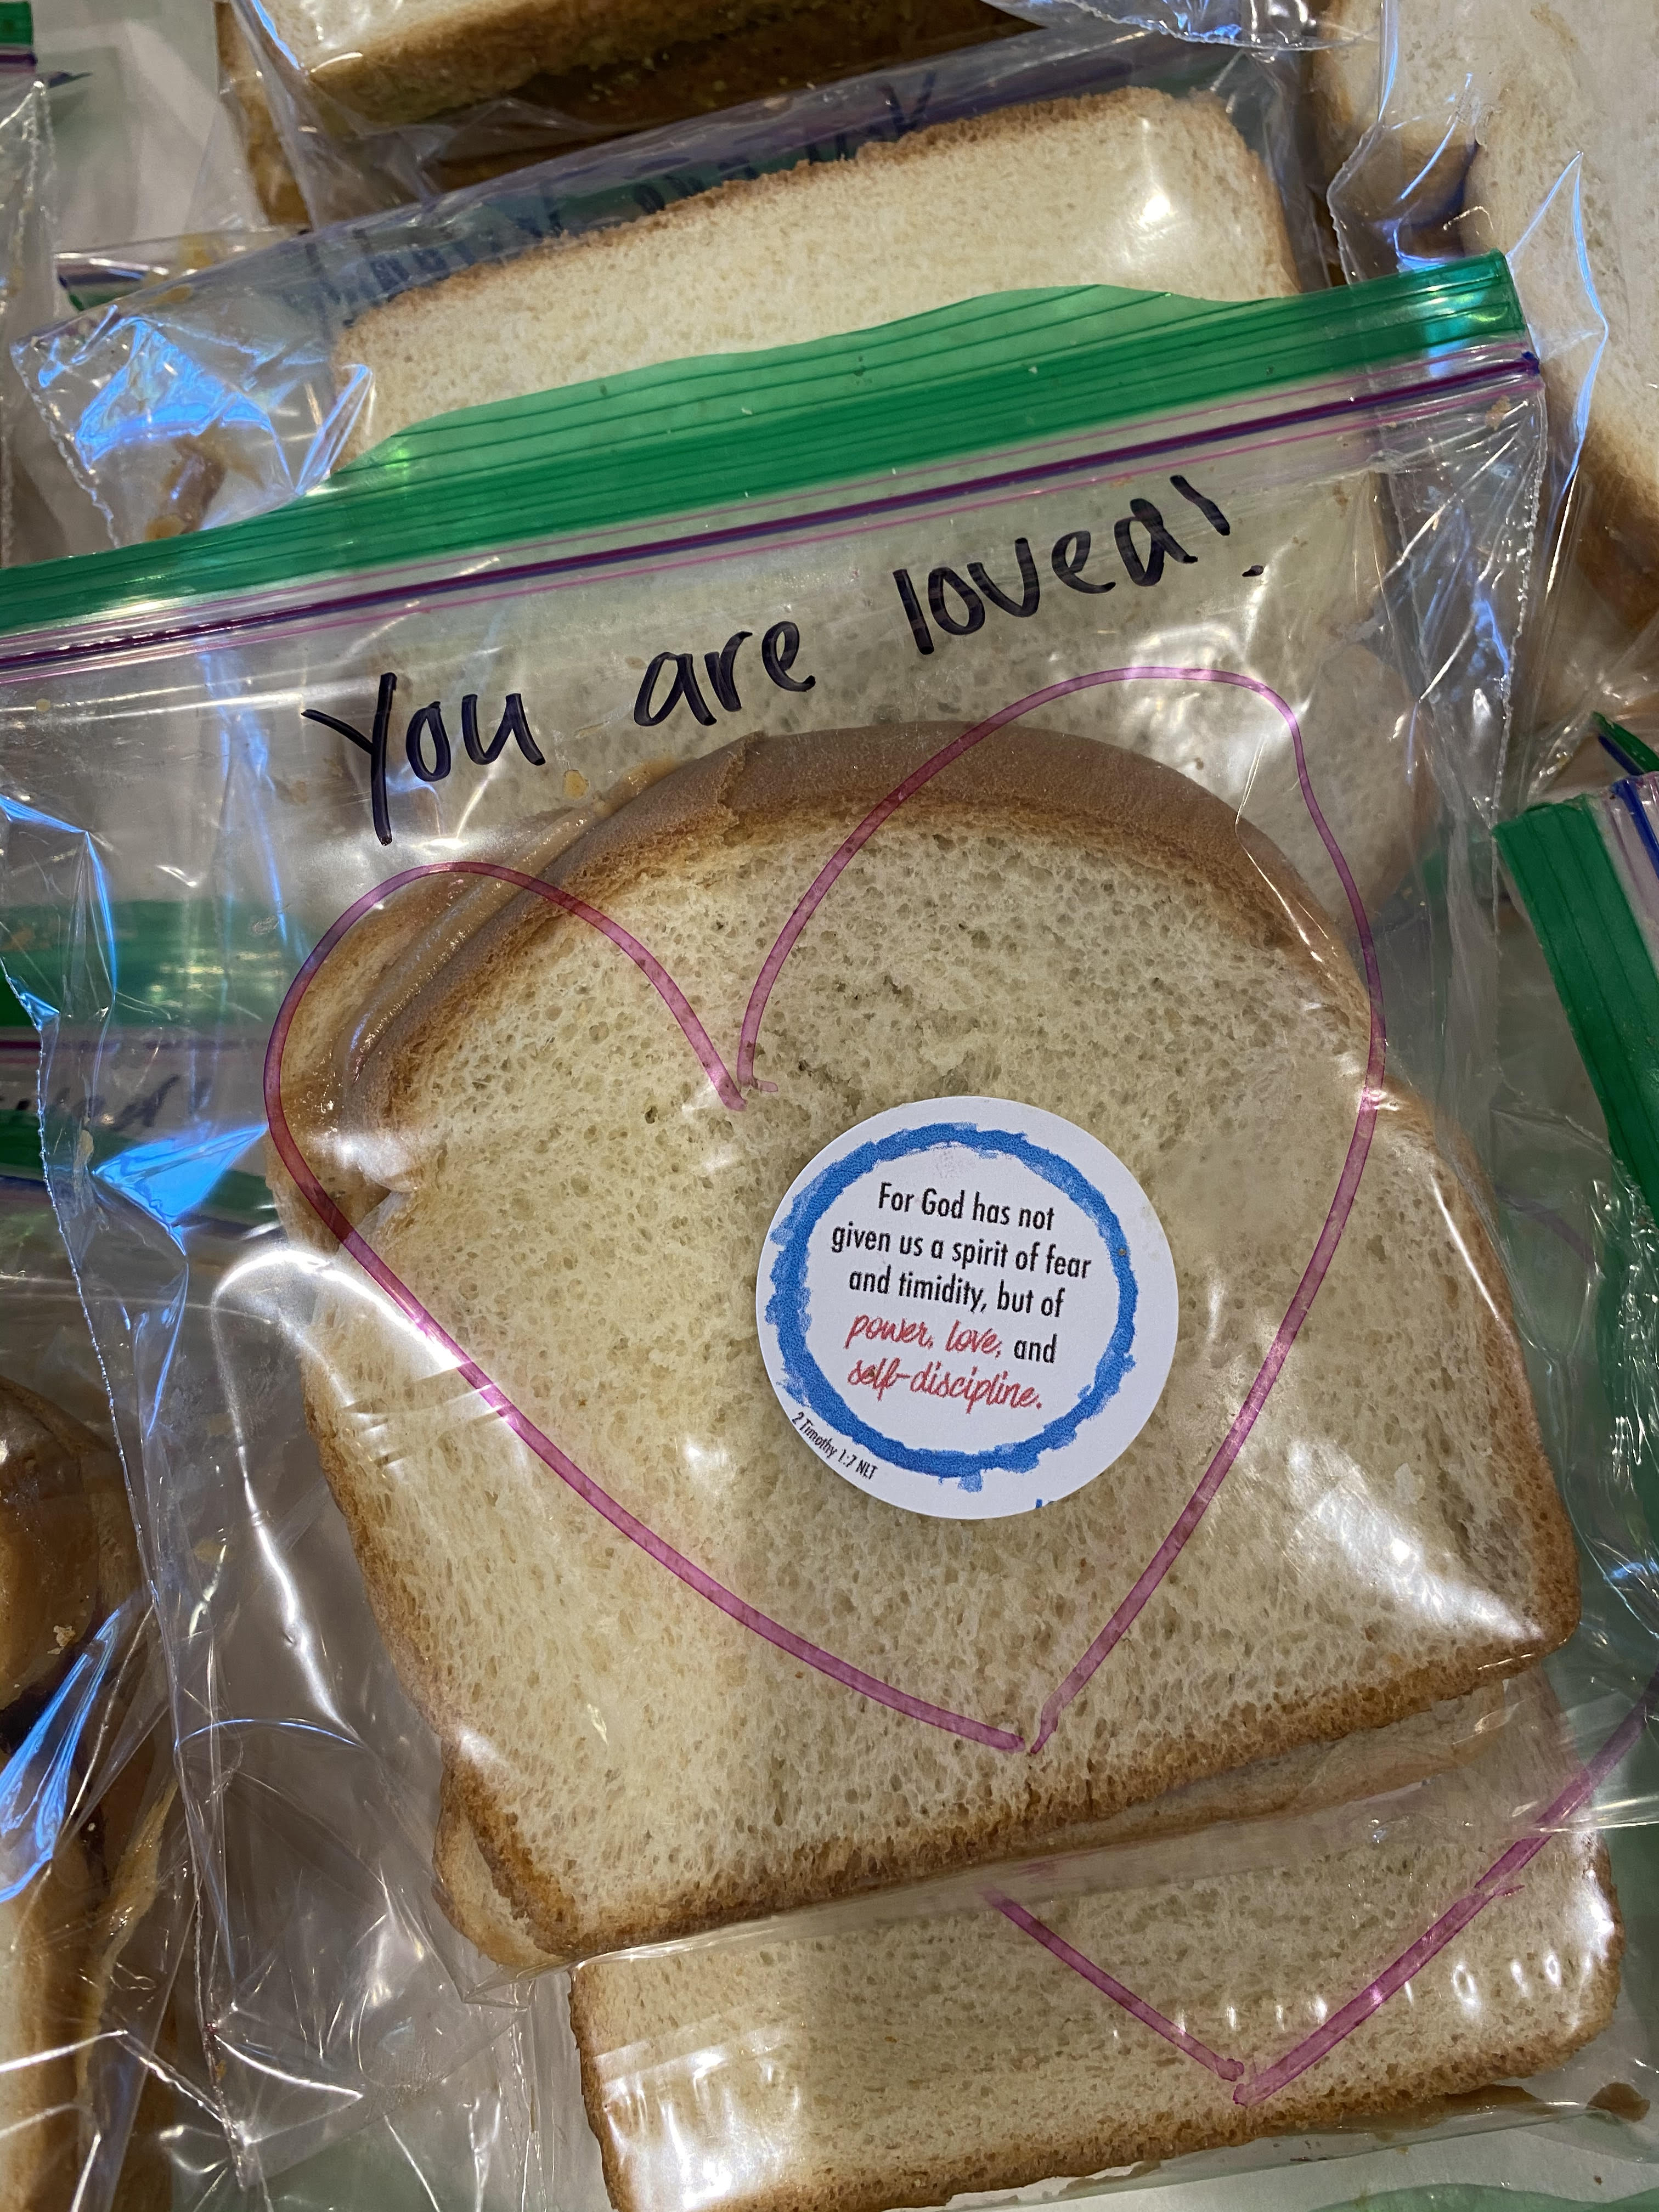 You are loved!
For God has not
given us a spirit of fear
and timidity, but of
power, love, and
self-discipline.
2 Timothy 1:7 NLT